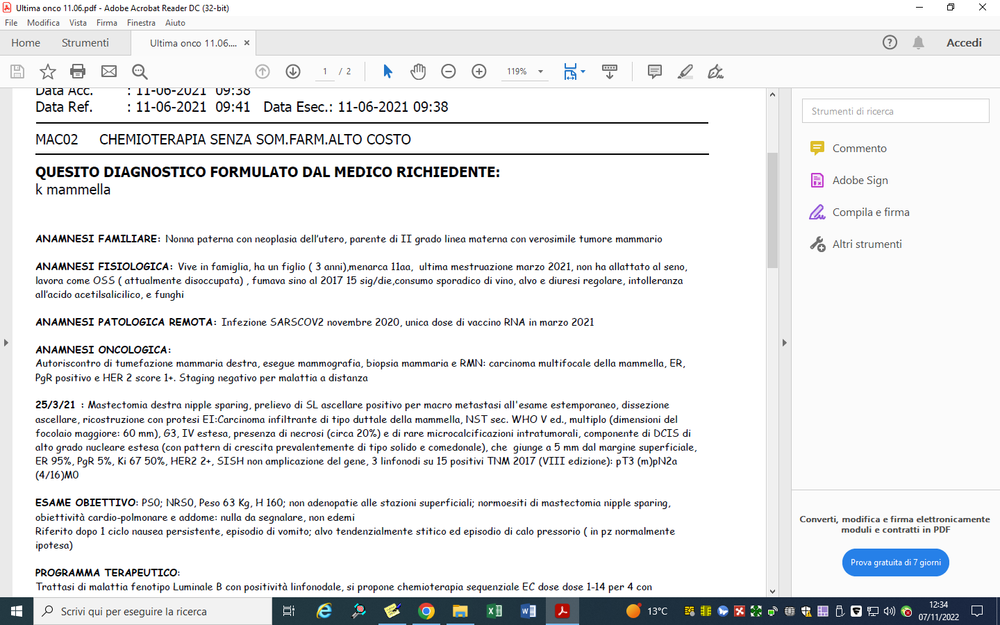 Ultima onco 11.06.pdf - Adobe Acrobat Reader DC (32-bit)
File Modifica Vista Firma Finestra Aiuto
Home Strumenti Ultima onco 11.06.... × Accedi
1 / 2 119%
Data Acc. : 11-06-2021 09:38
Data Ref. : 11-06-2021 09:41 Data Esec.: 11-06-2021 09:38
MAC02 CHEMIOTERAPIA SENZA SOM.FARM.ALTO COSTO
QUESITO DIAGNOSTICO FORMULATO DAL MEDICO RICHIEDENTE:
k mammella
ANAMNESI FAMILIARE: Nonna paterna con neoplasia dell'utero, parente di II grado linea materna con verosimile tumore mammario
ANAMNESI FISIOLOGICA: Vive in famiglia, ha un figlio ( 3 anni),menarca 11aa, ultima mestruazione marzo 2021, non ha allattato al seno,
lavora come OSS ( attualmente disoccupata) , fumava sino al 2017 15 sig/die,consumo sporadico di vino, alvo e diuresi regolare, intolleranza
all'acido acetilsalicilico, e funghi
ANAMNESI PATOLOGICA REMOTA: Infezione SARSCOV2 novembre 2020, unica dose di vaccino RNA in marzo 2021
ANAMNESI ONCOLOGICA:
Autoriscontro di tumefazione mammaria destra, esegue mammografia, biopsia mammaria e RMN: carcinoma multifocale della mammella, ER,
PgR positivo e HER 2 score 1+. Staging negativo per malattia a distanza
25/3/21 : Mastectomia destra nipple sparing, prelievo di SL ascellare positivo per macro metastasi all'esame estemporaneo, dissezione
ascellare, ricostruzione con protesi EI:Carcinoma infiltrante di tipo duttale della mammella, NST sec. WHO V ed., multiplo (dimensioni del
focolaio maggiore: 60 mm), G3, IV estesa, presenza di necrosi (circa 20%) e di rare microcalcificazioni intratumorali, componente di DCIS di
alto grado nucleare estesa (con pattern di crescita prevalentemente di tipo solido e comedonale), che giunge a 5 mm dal margine superficiale,
ER 95%, PgR 5%, Ki 67 50%, HER2 2+, SISH non amplicazione del gene, 3 linfonodi su 15 positivi TNM 2017 (VIII edizione): pT3 (m)pN2a
(4/16)M0
ESAME OBIETTIVO: PS0; NRS0, Peso 63 Kg, H 160; non adenopatie alle stazioni superficiali; normoesiti di mastectomia nipple sparing,
obiettività cardio-polmonare e addome: nulla da segnalare, non edemi
Riferito dopo 1 ciclo nausea persistente, episodio di vomito; alvo tendenzialmente stitico ed episodio di calo pressorio ( in pz normalmente
ipotesa)
PROGRAMMA TERAPEUTICO:
Trattasi di malattia fenotipo Luminale B con positività linfonodale, si propone chemioterapia sequenziale EC dose dose 1-14 per 4 con
Strumenti di ricerca
Commento
Adobe Sign
Compila e firma
Altri strumenti
Converti, modifica e firma elettronicamente
moduli e contratti in PDF
Prova gratuita di 7 giorni
Scrivi qui per eseguire la ricerca
13°C
12:34
07/11/2022